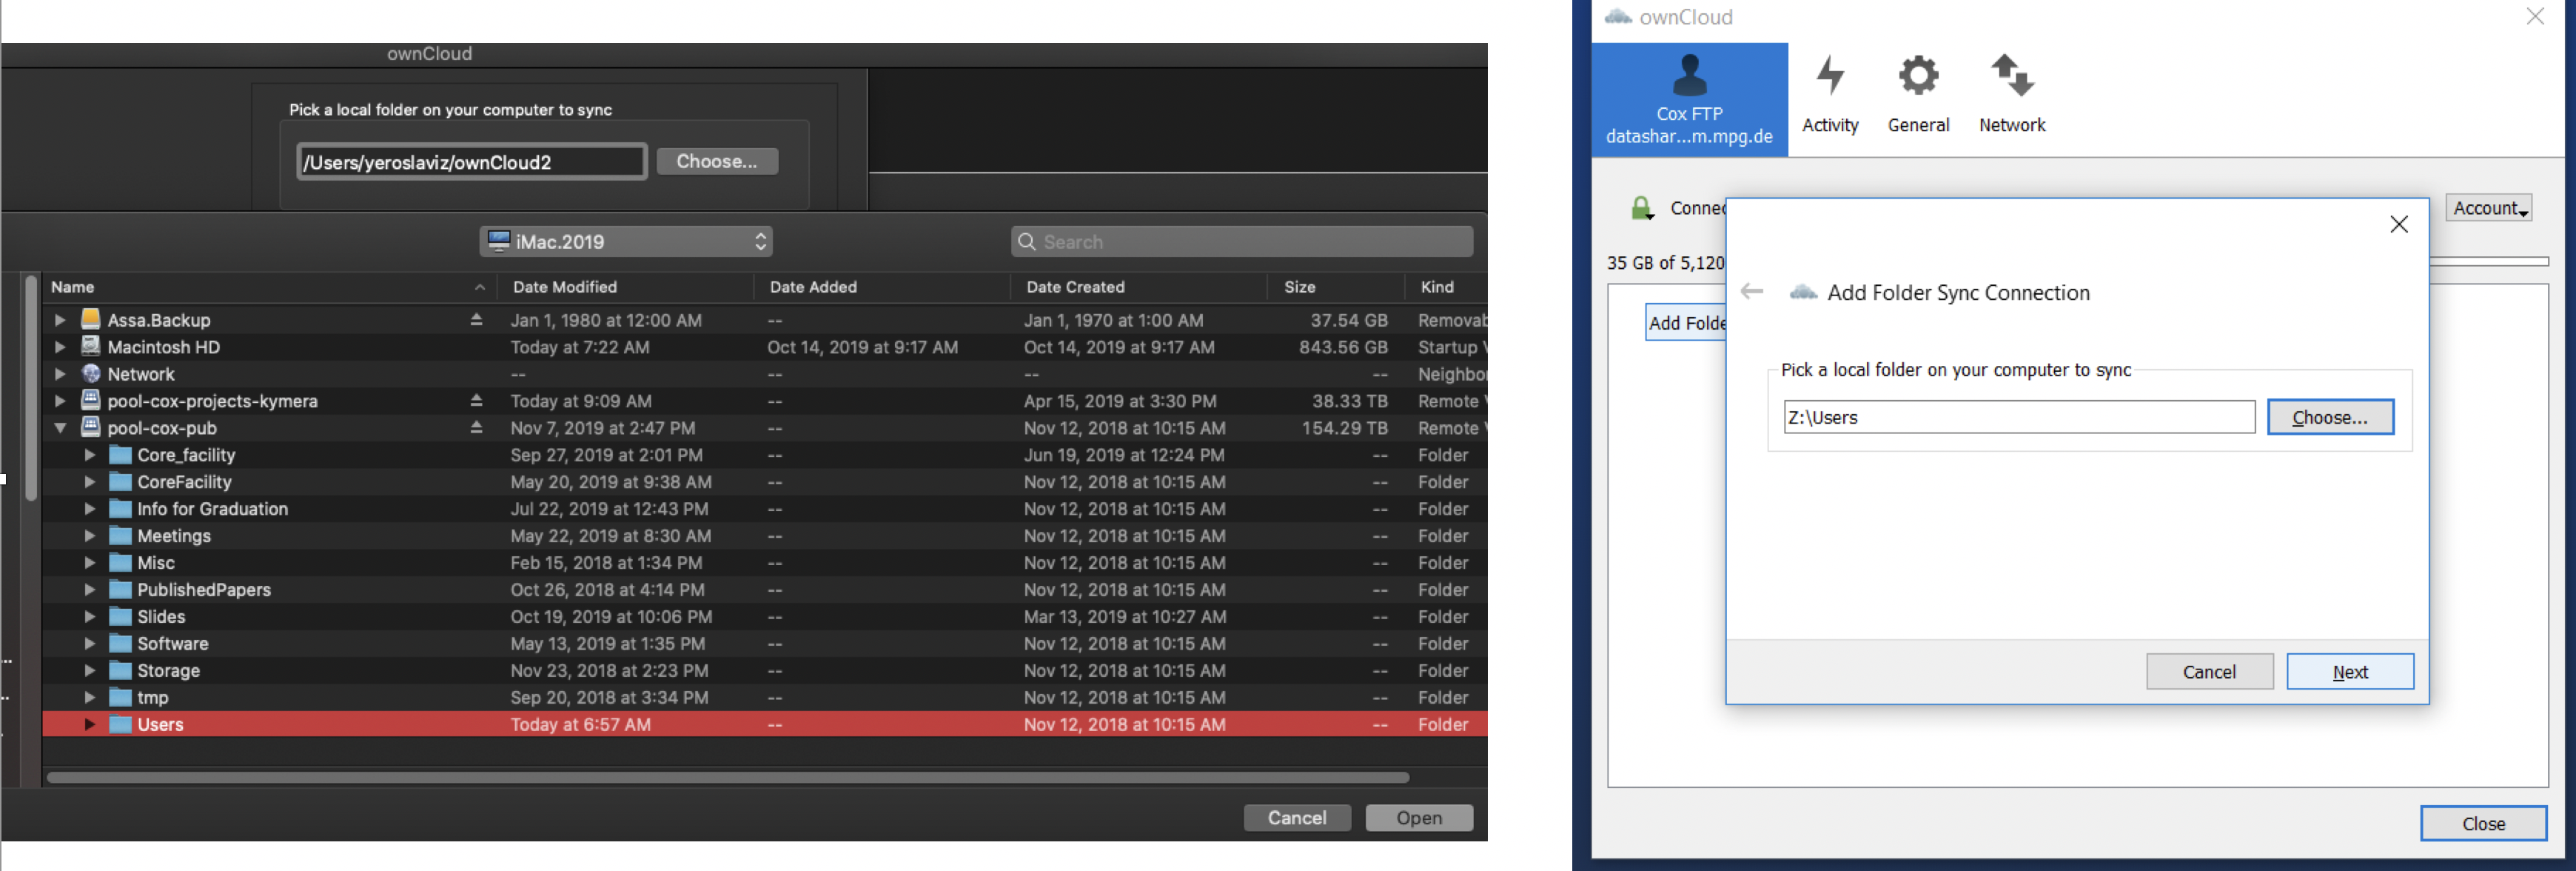 ownCloud
Pick a local folder on your computer to sync
/Users/yeroslaviz/ownCloud2 Choose...
iMac.2019 Search
Name Date Modified Date Added Date Created Size Kind
Assa.Backup Jan 1, 1980 at 12:00 AM -- Jan 1, 1970 at 1:00 AM 37.54 GB Removab
Macintosh HD Today at 7:22 AM Oct 14, 2019 at 9:17 AM Oct 14, 2019 at 9:17 AM 843.56 GB Startup
Network -- -- -- -- Neighbo
pool-cox-projects-kymera Today at 9:09 AM Apr 15, 2019 at 3:30 PM 38.33 TB Remote
pool-cox-pub Nov 7, 2019 at 2:47 PM -- Nov 12, 2018 at 10:15 AM 154.29 TB Remote
Core_facility Sep 27, 2019 at 2:01 PM -- Jun 19, 2019 at 12:24 PM -- Folder
CoreFacility May 20, 2019 at 9:38 AM -- Nov 12, 2018 at 10:15 AM -- Folder
Info for Graduation Jul 22, 2019 at 12:43 PM -- Nov 12, 2018 at 10:15 AM -- Folder
Meetings May 22, 2019 at 8:30 AM -- Nov 12, 2018 at 10:15 AM -- Folder
Misc Feb 15, 2018 at 1:34 PM -- Nov 12, 2018 at 10:15 AM -- Folder
PublishedPapers Oct 26, 2018 at 4:14 PM -- Nov 12, 2018 at 10:15 AM -- Folder
Slides Oct 19, 2019 at 10:06 PM -- Mar 13, 2019 at 10:27 AM -- Folder
Software May 13, 2019 at 1:35 PM -- Nov 12, 2018 at 10:15 AM -- Folder
Storage Nov 23, 2018 at 2:23 PM -- Nov 12, 2018 at 10:15 AM -- Folder
tmp Sep 20, 2018 at 3:34 PM -- Nov 12, 2018 at 10:15 AM -- Folder
Users Today at 6:57 AM -- Nov 12, 2018 at 10:15 AM -- Folder
Cancel Open
ownCloud
Cox FTP
datashar...m.mpg.de
Activity General Network
Connec Account
35 GB of 5,120
Add Folde
Add Folder Sync Connection
Pick a local folder on your computer to sync
Z:\Users Choose...
Cancel Next
Close